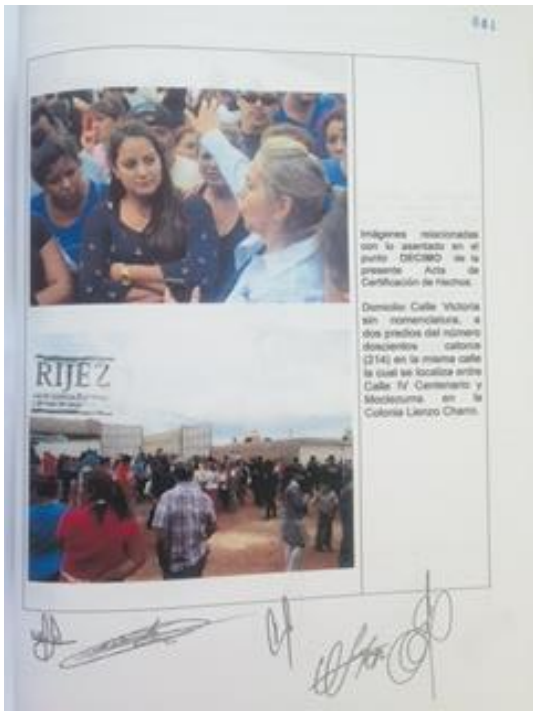 041
Imágenes relacionadas
con lo asentado en el
punto DÉCIMO de la
presente Acta de
Certificación de hechos.
Domicilio Calle Victoria
sin nomenclatura, a
dos predios del número
doscientos catorce
(214) en la misma calle
la cual se localiza entre
Calle IV Centenario y
Moctezuma en la
Colonia Lienzo Charro.
RIJEZ